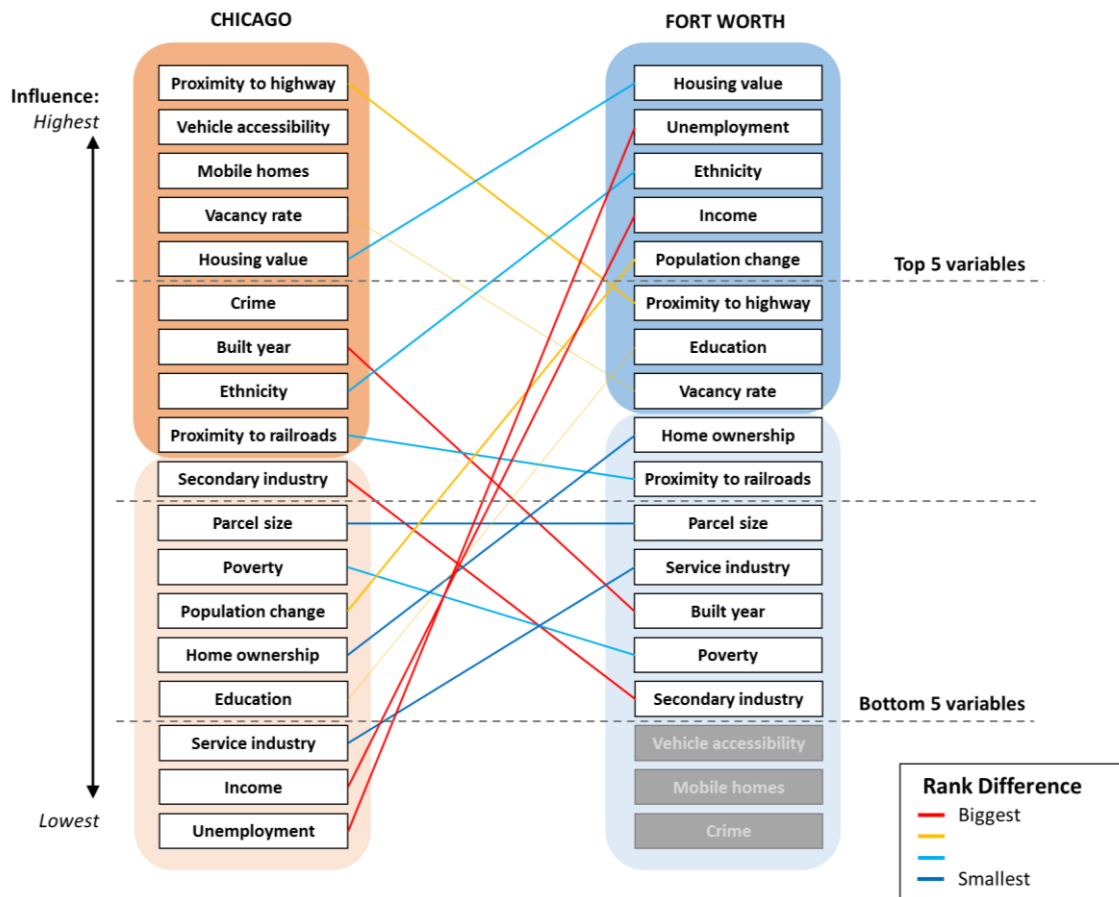 CHICAGO
FORT WORTH
Influence:
Highest
Lowest
Proximity to highway
Vehicle accessibility
Mobile homes
Vacancy rate
Housing value
Crime
Built year
Ethnicity
Proximity to railroads
Secondary industry
Parcel size
Poverty
Population change
Home ownership
Education
Service industry
Income
Unemployment
Housing value
Unemployment
Ethnicity
Income
Population change
Proximity to highway
Education
Vacancy rate
Home ownership
Proximity to railroads
Parcel size
Service industry
Built year
Poverty
Secondary industry
Vehicle accessibility
Mobile homes
Crime
Top 5 variables
Bottom 5 variables
Rank Difference
Biggest
Smallest